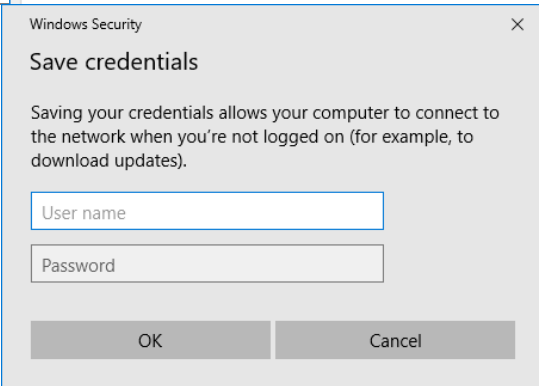 Windows Security
Save credentials
Saving your credentials allows your computer to connect to
the network when you're not logged on (for example, to
download updates).
User name
Password
OK Cancel